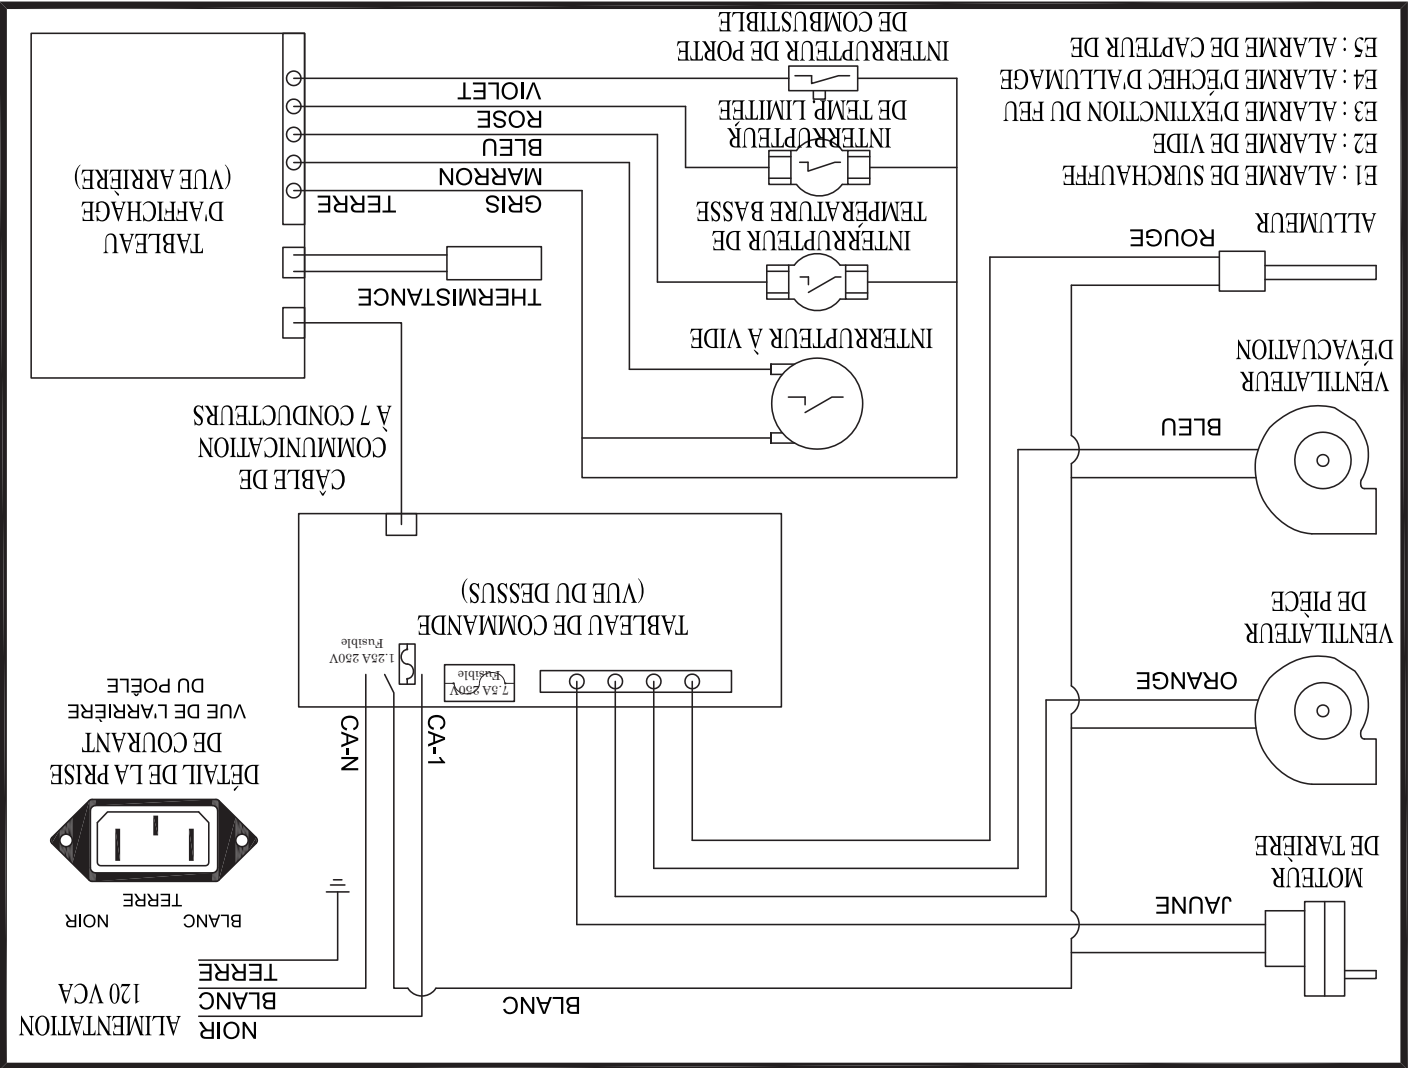 BLANC
NOIR
BLANC
TERRE
ALIMENTATION
120 VCA
MOTEUR
DE TARIÈRE
JAUNE
BLANC
TERRE
NOIR
DÉTAIL DE LA PRISE
DE COURANT
VUE DE L'ARRIÈRE
DU POÊLE
CA-1
CA-N
VENTILATEUR
DE PIÈCE
ORANGE
7.5A 250V
Fusible
1.25A 250V
Fusible
TABLEAU DE COMMANDE
(VUE DU DESSUS)
VENTILATEUR
D'ÉVACUATION
BLEU
CÂBLE DE
COMMUNICATION
À 7 CONDUCTEURS
ALLUMEUR
ROUGE
INTERRUPTEUR À VIDE
INTERRUPTEUR DE
TEMPÉRATURE BASSE
INTERRUPTEUR
DE TEMP LIMITÉE
INTERRUPTEUR DE PORTE
DE COMBUSTIBLE
THERMISTANCE
GRIS
TERRE
MARRON
BLEU
ROSE
VIOLET
TABLEAU
D'AFFICHAGE
(VUE ARRIÈRE)
E1 : ALARME DE SURCHAUFFE
E2 : ALARME DE VIDE
E3 : ALARME D'EXTINCTION DU FEU
E4 : ALARME D'ÉCHEC D'ALLUMAGE
E5 : ALARME DE CAPTEUR DE